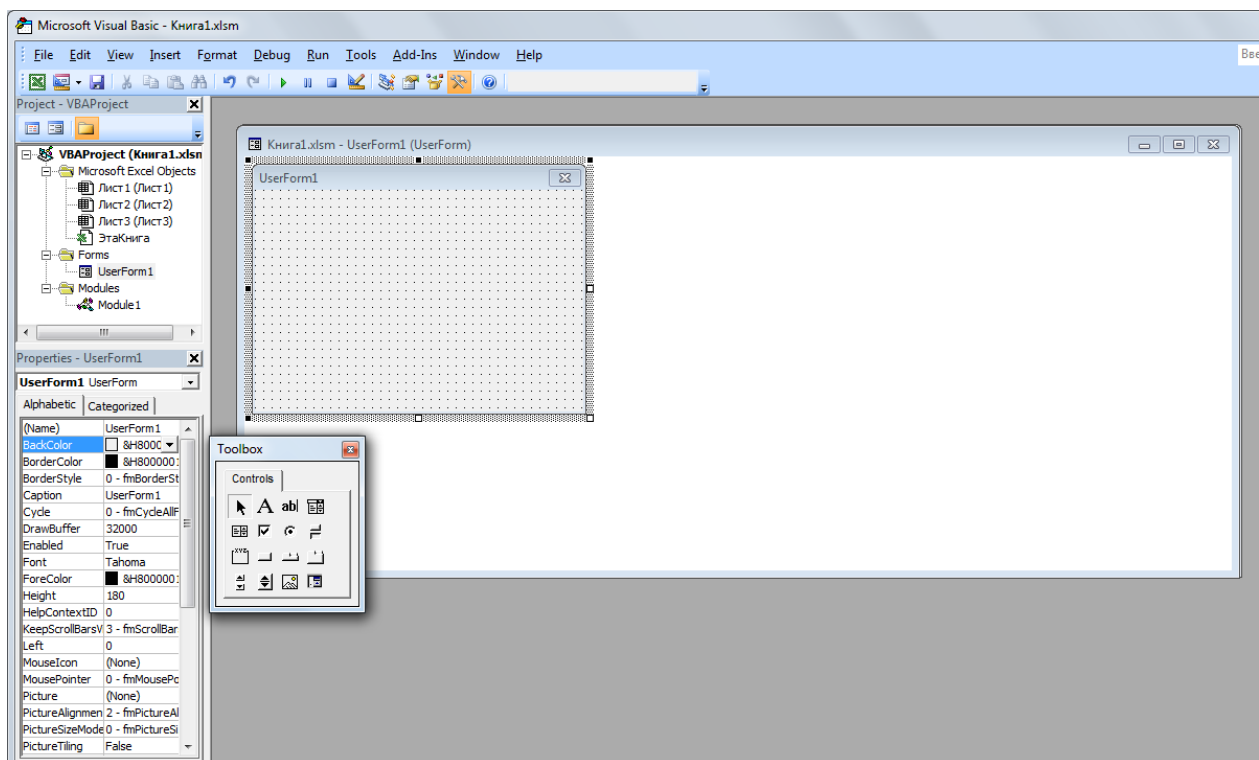 Microsoft Visual Basic - Книга1.xlsm
File Edit View Insert Format Debug Run Tools Add-Ins Window Help
Вве
Project - VBAProject
VBAProject (Книга1.xlsm
Microsoft Excel Objects
Лист1 (Лист1)
Лист2 (Лист2)
Лист3 (Лист3)
ЭтаКнига
Forms
UserForm1
Modules
Module1
Книга1.xlsm - UserForm1 (UserForm)
UserForm1
Properties - UserForm1
UserForm1 UserForm
Alphabetic Categorized
(Name) UserForm1
BackColor &H8000
BorderColor &H800000
BorderStyle 0 - fmBorderSt
Caption UserForm1
Cycle 0 - fmCycleAllF
DrawBuffer 32000
Enabled True
Font Tahoma
ForeColor &H800000
Height 180
HelpContextID 0
KeepScrollBarsV 3 - fmScrollBar
Left 0
MouseIcon (None)
MousePointer 0 - fmMousePo
Picture (None)
PictureAlignmen 2 - fmPictureAl
PictureSizeMode 0 - fmPictureSi
PictureTiling False
Toolbox
Controls
A ab|
XYZ